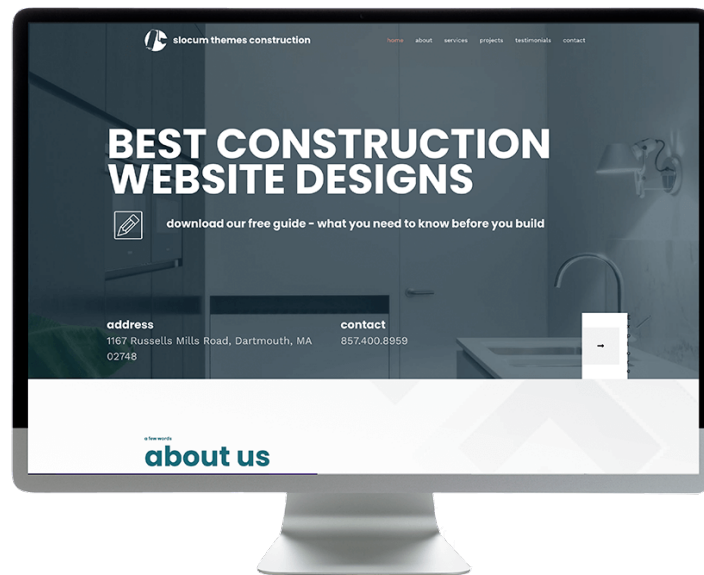 slocum themes construction
home about services projects testimonials contact
BEST CONSTRUCTION
WEBSITE DESIGNS
download our free guide - what you need to know before you build
address
1167 Russells Mills Road, Dartmouth, MA
02748
contact
857.400.8959
a few words
about us